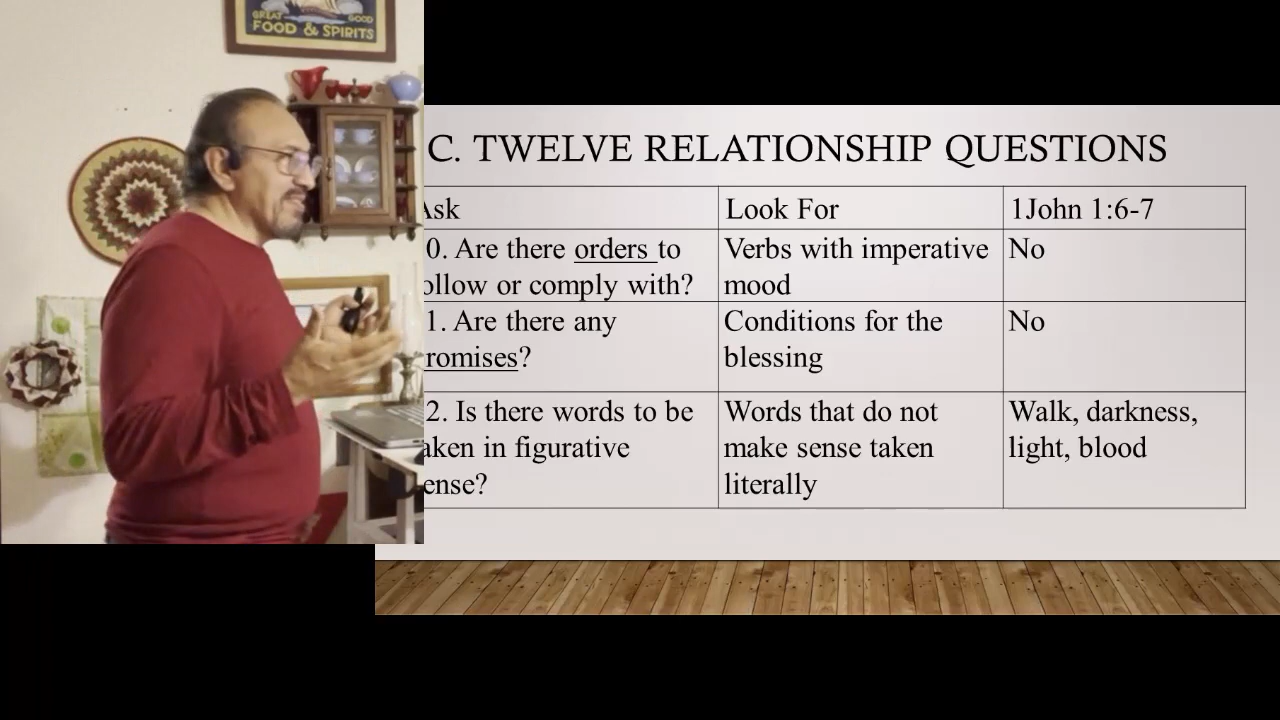 GREAT GOOD
FOOD & SPIRITS
C. TWELVE RELATIONSHIP QUESTIONS
Ask
Look For
1John 1:6-7
0. Are there orders to
ollow or comply with?
Verbs with imperative
mood
No
1. Are there any
romises?
Conditions for the
blessing
No
2. Is there words to be
aken in figurative
ense?
Words that do not
make sense taken
literally
Walk, darkness,
light, blood